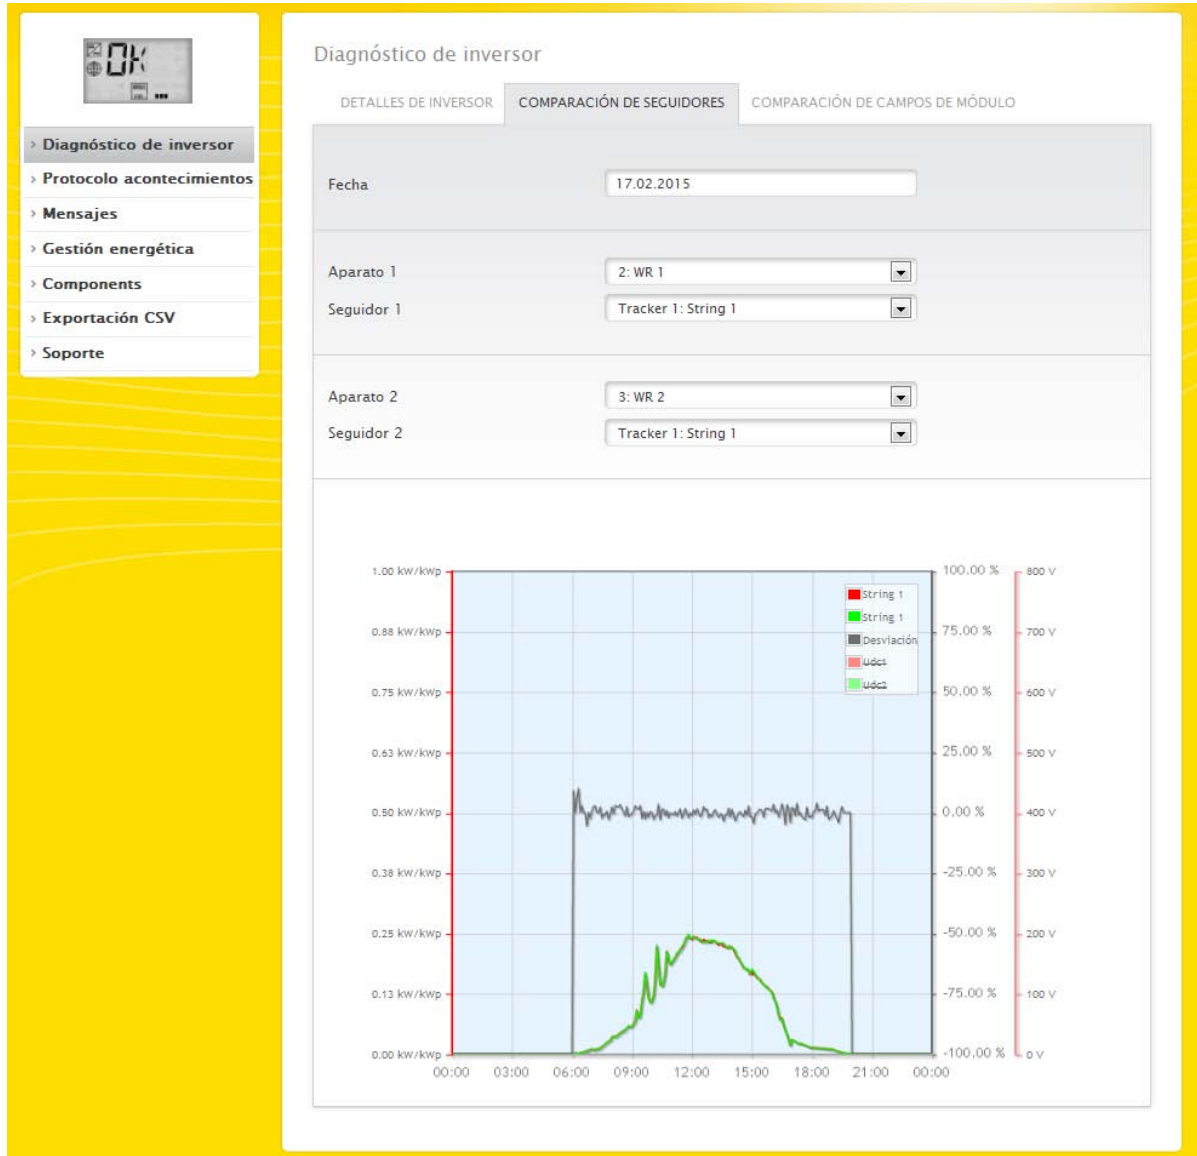 OK
Diagnóstico de inversor
Protocolo acontecimientos
Mensajes
Gestión energética
Components
Exportación CSV
Soporte
Diagnóstico de inversor
DETALLES DE INVERSOR COMPARACIÓN DE SEGUIDORES COMPARACIÓN DE CAMPOS DE MÓDULO
Fecha 17.02.2015
Aparato 1 2: WR 1
Seguidor 1 Tracker 1: String 1
Aparato 2 3: WR 2
Seguidor 2 Tracker 1: String 1
1.00 kW/kWp 100.00 % 800 V
String 1
String 1
0.88 kW/kWp 75.00 % 700 V
Desviación
Udc1
Udc2
0.75 kW/kWp 50.00 % 600 V
0.63 kW/kWp 25.00 % 500 V
0.50 kW/kWp 0.00 % 400 V
0.38 kW/kWp -25.00 % 300 V
0.25 kW/kWp -50.00 % 200 V
0.13 kW/kWp -75.00 % 100 V
0.00 kW/kWp -100.00 % 0 V
00:00 03:00 06:00 09:00 12:00 15:00 18:00 21:00 00:00